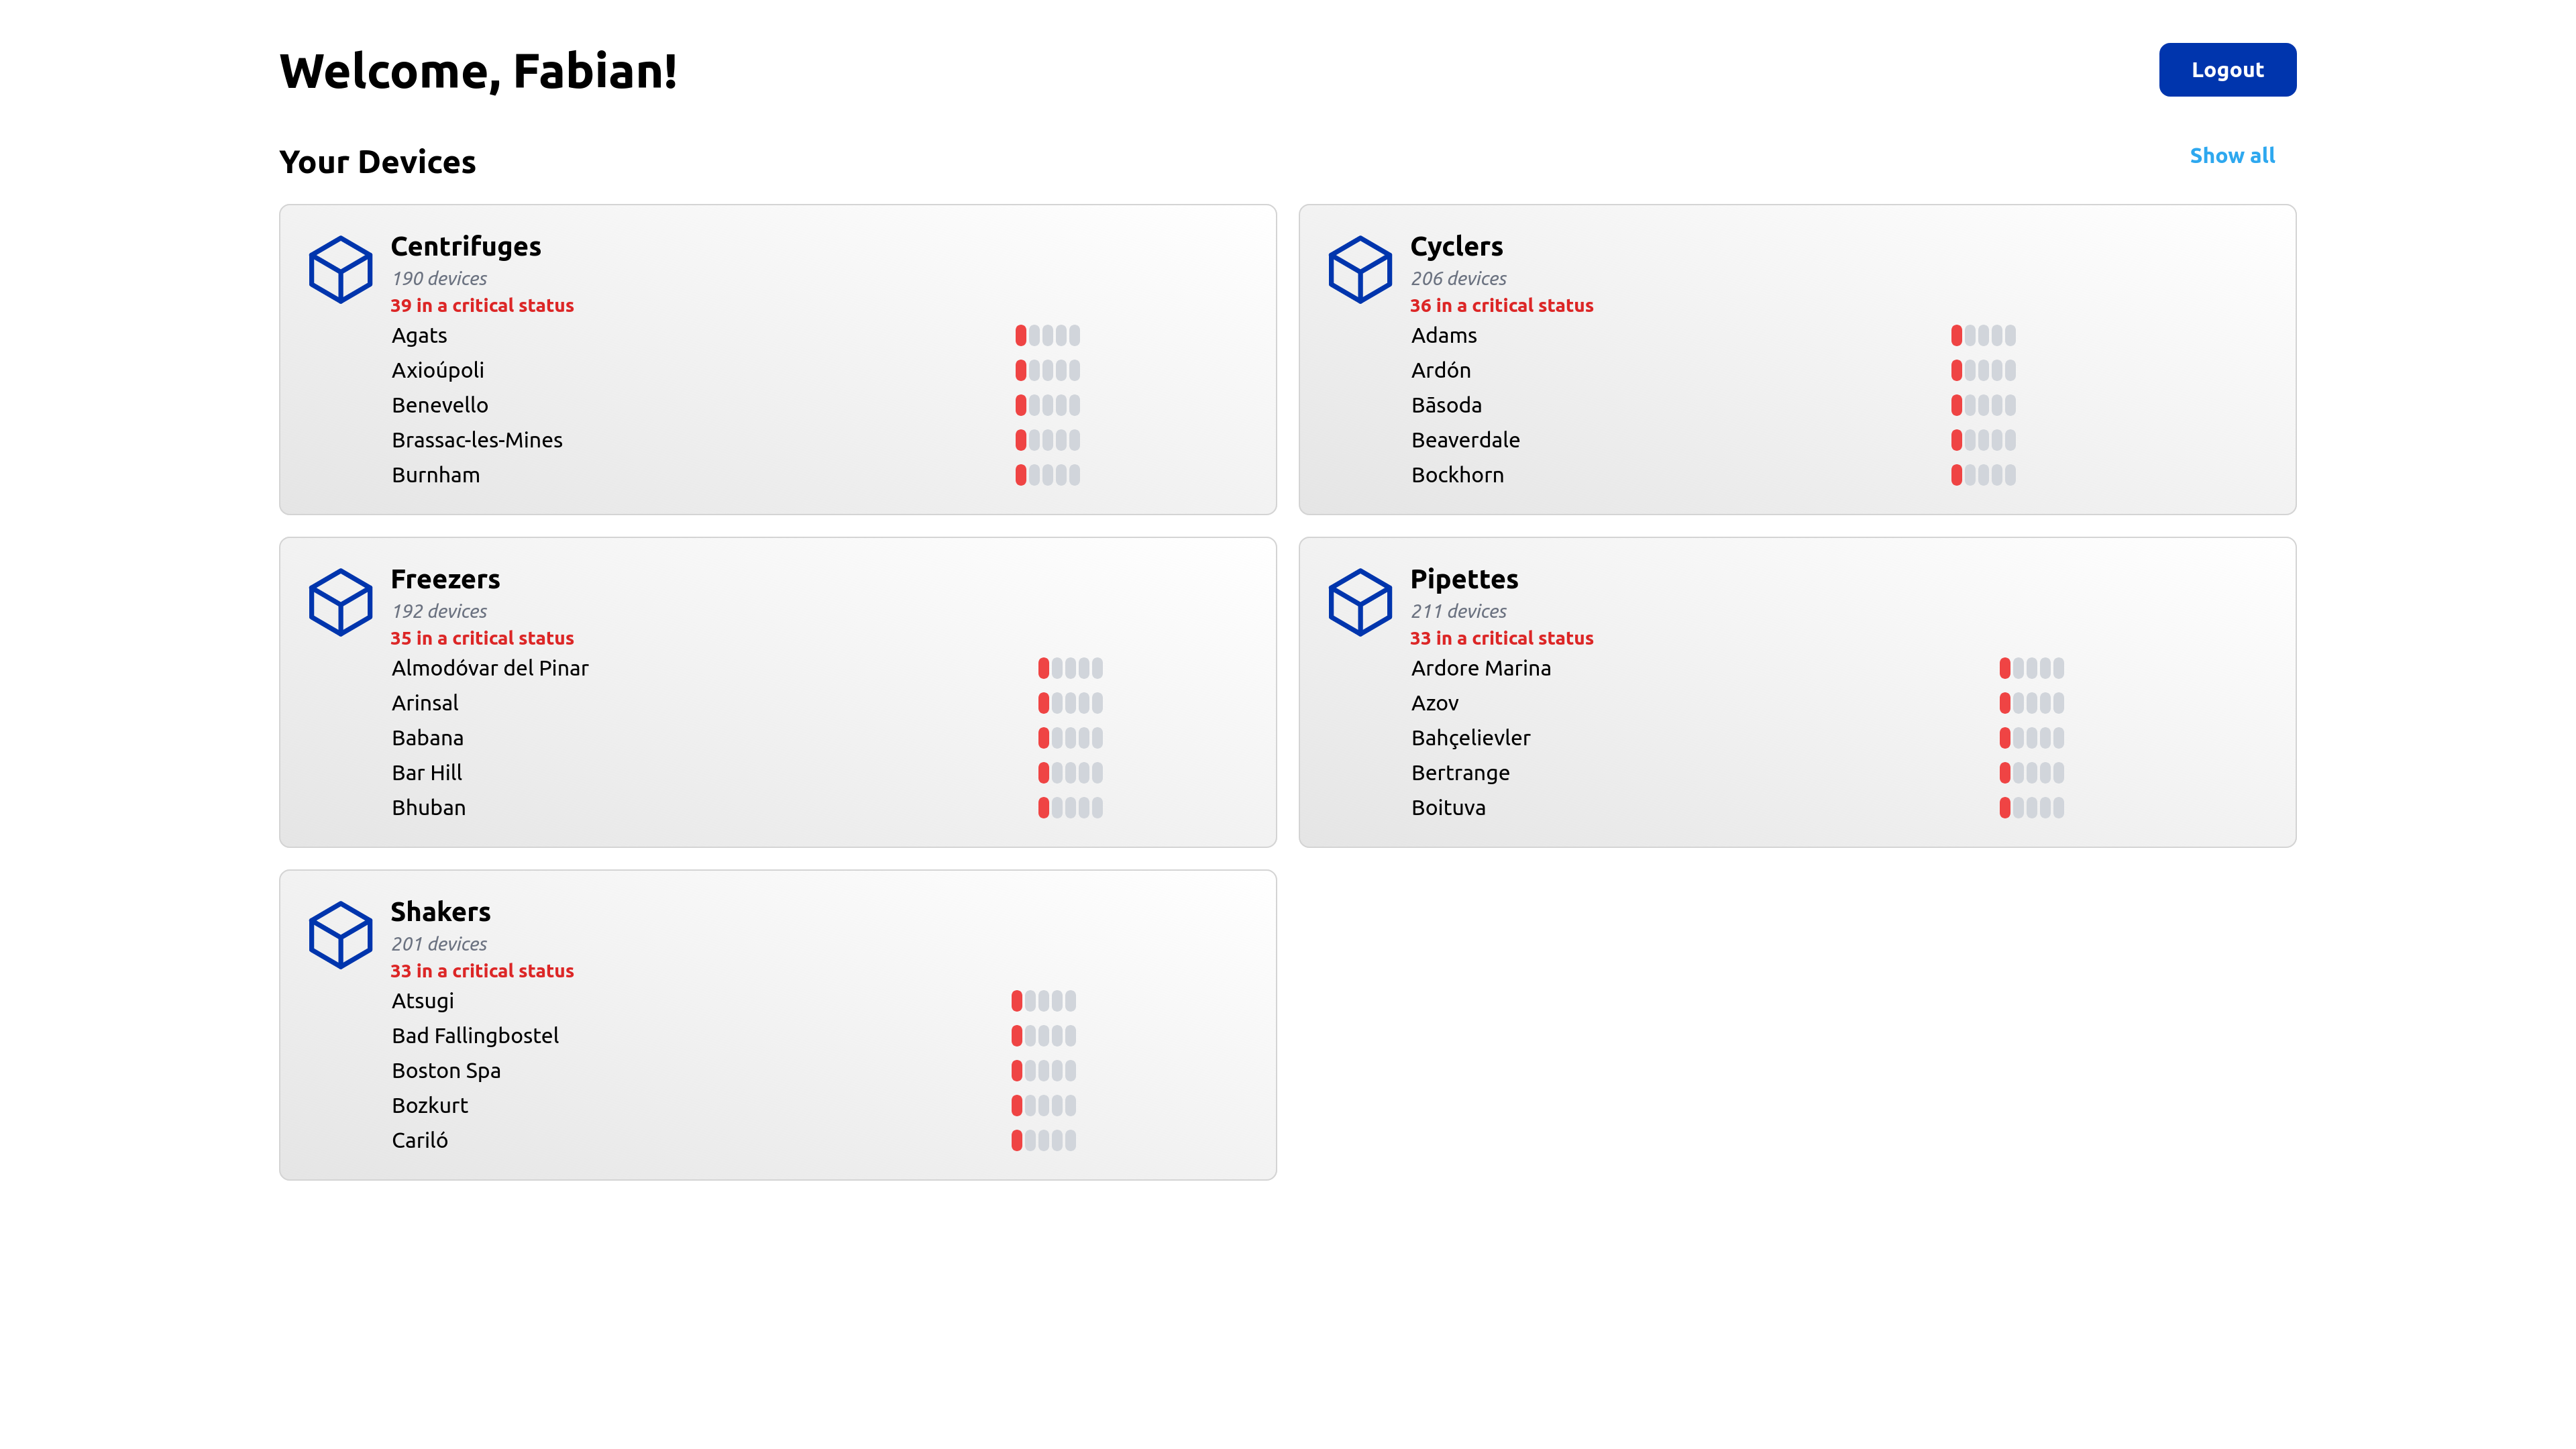 Welcome, Fabian!
Logout
Your Devices
Show all
Centrifuges
190 devices
39 in a critical status
Agats
Axioúpoli
Benevello
Brassac-les-Mines
Burnham
Cyclers
206 devices
36 in a critical status
Adams
Ardón
Bāsoda
Beaverdale
Bockhorn
Freezers
192 devices
35 in a critical status
Almodóvar del Pinar
Arinsal
Babana
Bar Hill
Bhuban
Pipettes
211 devices
33 in a critical status
Ardore Marina
Azov
Bahçelievler
Bertrange
Boituva
Shakers
201 devices
33 in a critical status
Atsugi
Bad Fallingbostel
Boston Spa
Bozkurt
Cariló